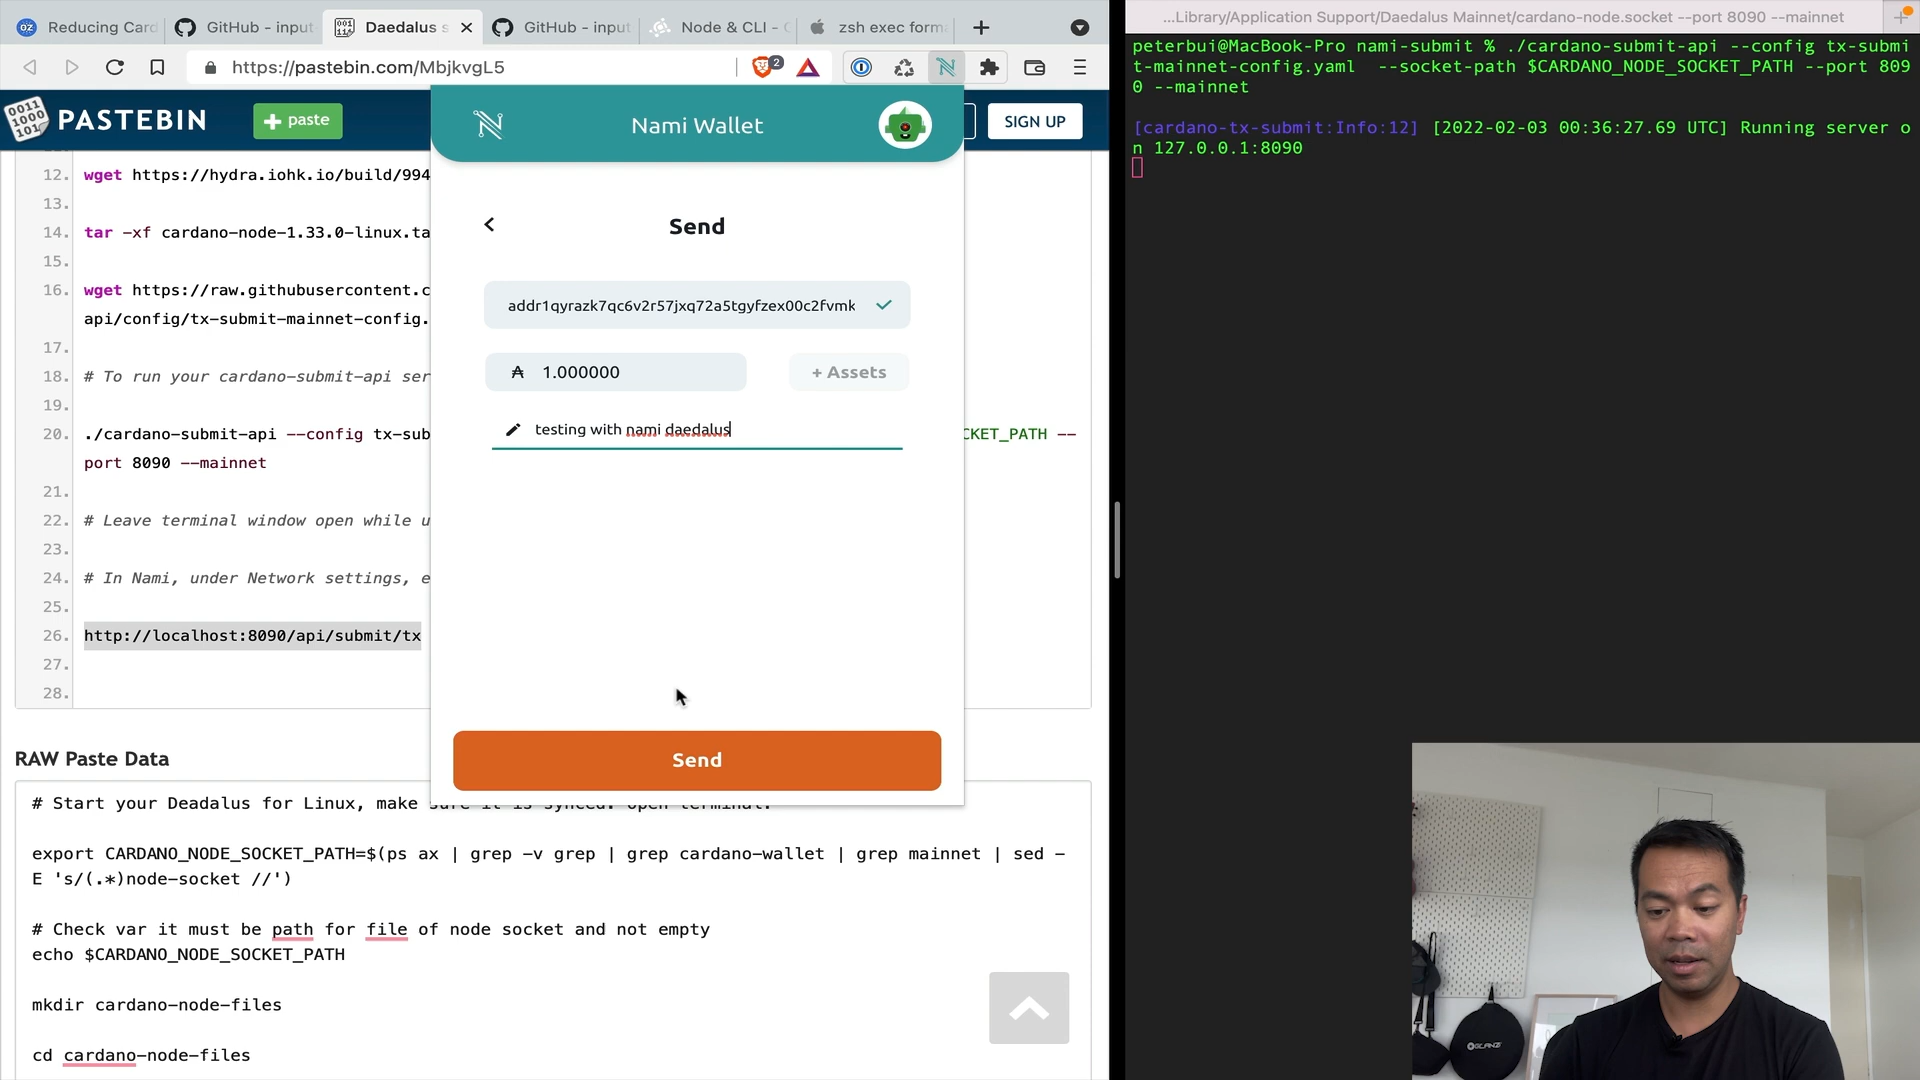 Reducing Card
GitHub - input
Daedalus s
GitHub - input
Node & CLI - C
zsh exec forma
https://pastebin.com/MbjkvgL5
2
PASTEBIN
paste
SIGN UP
Nami Wallet
Send
addr1qyrazk7qc6v2r57jxq72a5tgyfzex00c2fvmk
₳ 1.000000
+ Assets
testing with nami daedalus
Send
12. wget https://hydra.iohk.io/build/994
13.
14. tar -xf cardano-node-1.33.0-linux.ta
15.
16. wget https://raw.githubusercontent.c
api/config/tx-submit-mainnet-config.
17.
18. # To run your cardano-submit-api ser
19.
20. ./cardano-submit-api --config tx-sub
CKET_PATH --
port 8090 --mainnet
21.
22. # Leave terminal window open while u
23.
24. # In Nami, under Network settings, e
25.
26. http://localhost:8090/api/submit/tx
27.
28.
RAW Paste Data
# Start your Deadalus for Linux, make sure it is synced. open terminal.
export CARDANO_NODE_SOCKET_PATH=$(ps ax | grep -v grep | grep cardano-wallet | grep mainnet | sed -
E 's/(.*)node-socket //')
# Check var it must be path for file of node socket and not empty
echo $CARDANO_NODE_SOCKET_PATH
mkdir cardano-node-files
cd cardano-node-files
...Library/Application Support/Daedalus Mainnet/cardano-node.socket --port 8090 --mainnet
peterbui@MacBook-Pro nami-submit % ./cardano-submit-api --config tx-submi
t-mainnet-config.yaml  --socket-path $CARDANO_NODE_SOCKET_PATH --port 809
0 --mainnet
[cardano-tx-submit:Info:12] [2022-02-03 00:36:27.69 UTC] Running server o
n 127.0.0.1:8090
GLANZ